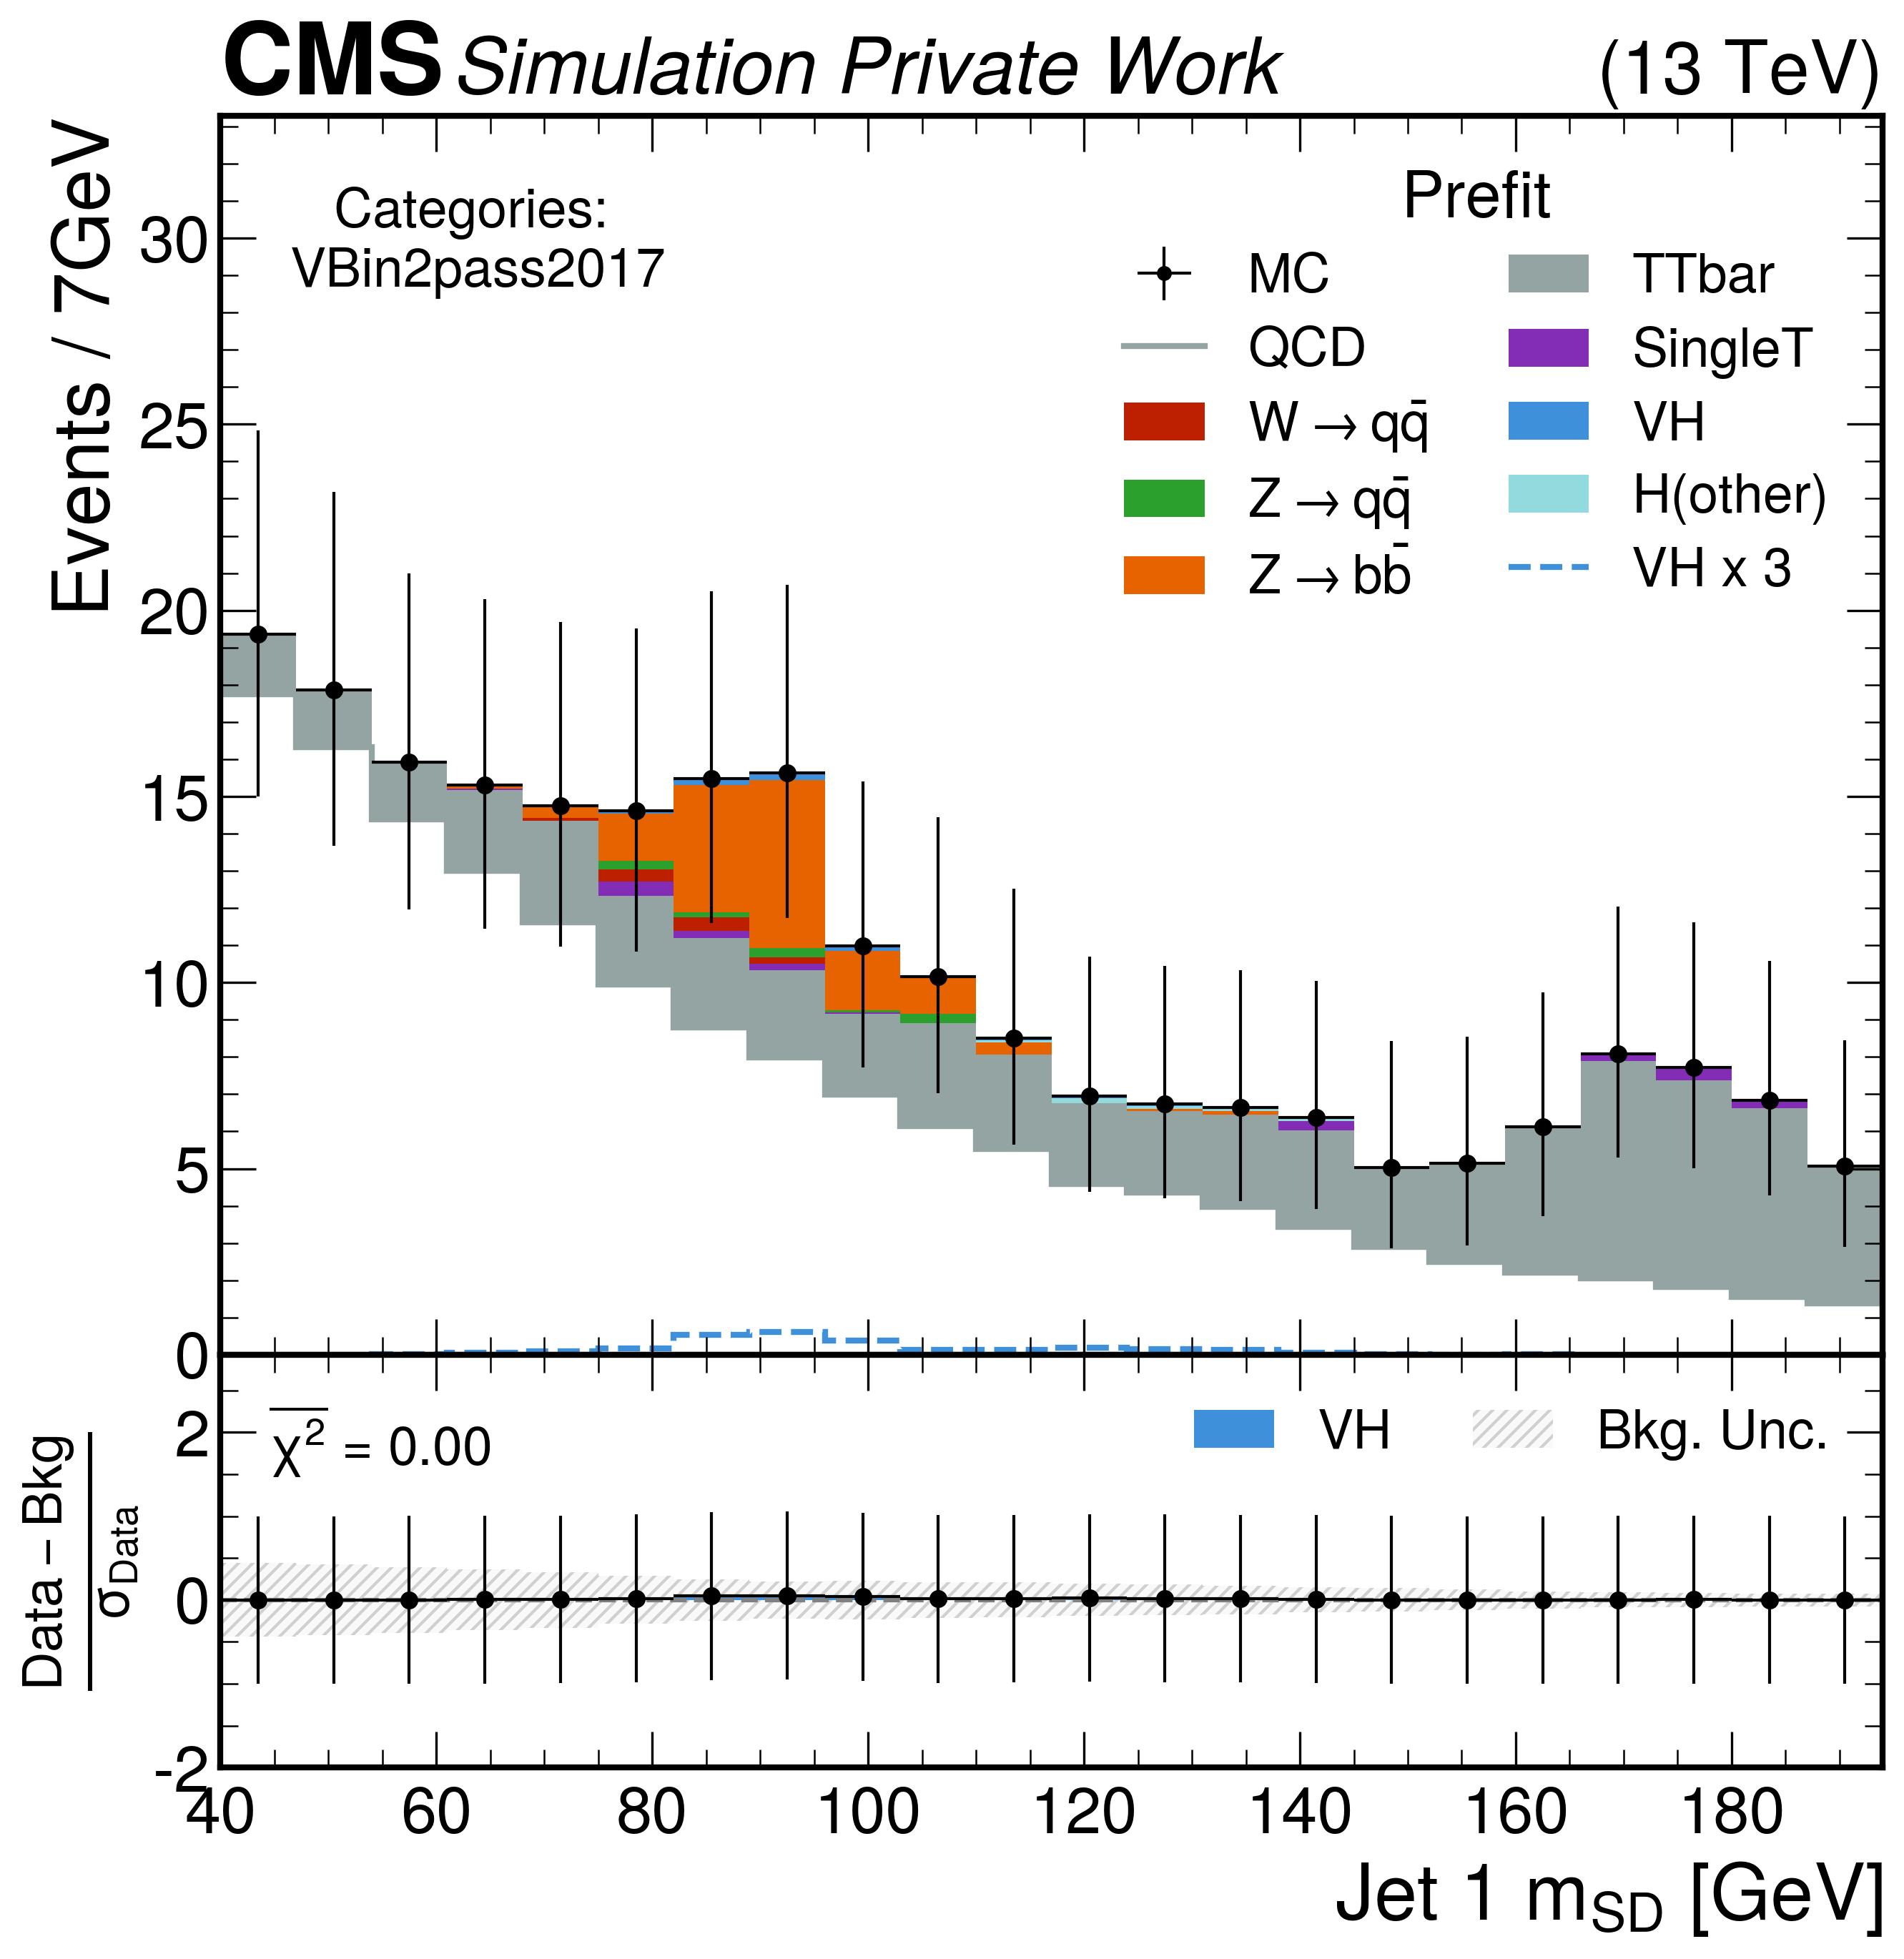 CMS Simulation Private Work (13 TeV)
Events / 7GeV
Categories:
VBin2pass2017
Prefit
MC
QCD
W → qq̄
Z → qq̄
Z → bb̄
TTbar
SingleT
VH
H(other)
VH x 3
30
25
20
15
10
5
0
Data – Bkg
σData
χ² = 0.00
VH
Bkg. Unc.
2
0
-2
40 60 80 100 120 140 160 180
Jet 1 mSD [GeV]